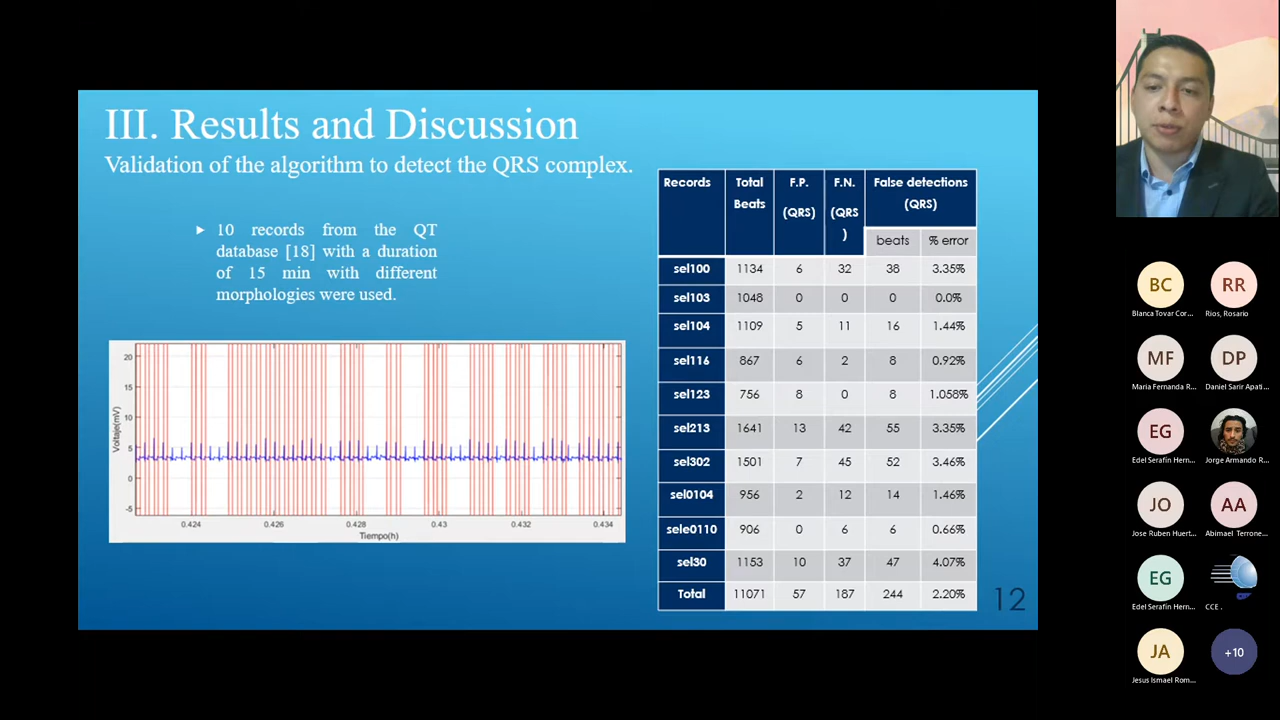 III. Results and Discussion
Validation of the algorithm to detect the QRS complex.
10 records from the QT
database [18] with a duration
of 15 min with different
morphologies were used.
Voltaje(mV)
20
15
10
5
0
-5
0.424 0.426 0.428 0.43 0.432 0.434
Tiempo(h)
Records Total Beats F.P. (QRS) F.N. (QRS) False detections (QRS)
beats % error
sel100 1134 6 32 38 3.35%
sel103 1048 0 0 0 0.0%
sel104 1109 5 11 16 1.44%
sel116 867 6 2 8 0.92%
sel123 756 8 0 8 1.058%
sel213 1641 13 42 55 3.35%
sel302 1501 7 45 52 3.46%
sel0104 956 2 12 14 1.46%
sele0110 906 0 6 6 0.66%
sel30 1153 10 37 47 4.07%
Total 11071 57 187 244 2.20%
12
BC RR
Blanca Tovar Cor... Rios, Rosario
MF DP
Maria Fernanda R... Daniel Sarir Apati...
EG
Edel Serafín Hern... Jorge Armando R...
JO AA
Jose Ruben Huert... Abimael Terrone...
EG
Edel Serafín Hern... CCE .
JA +10
Jesus Ismael Rom...